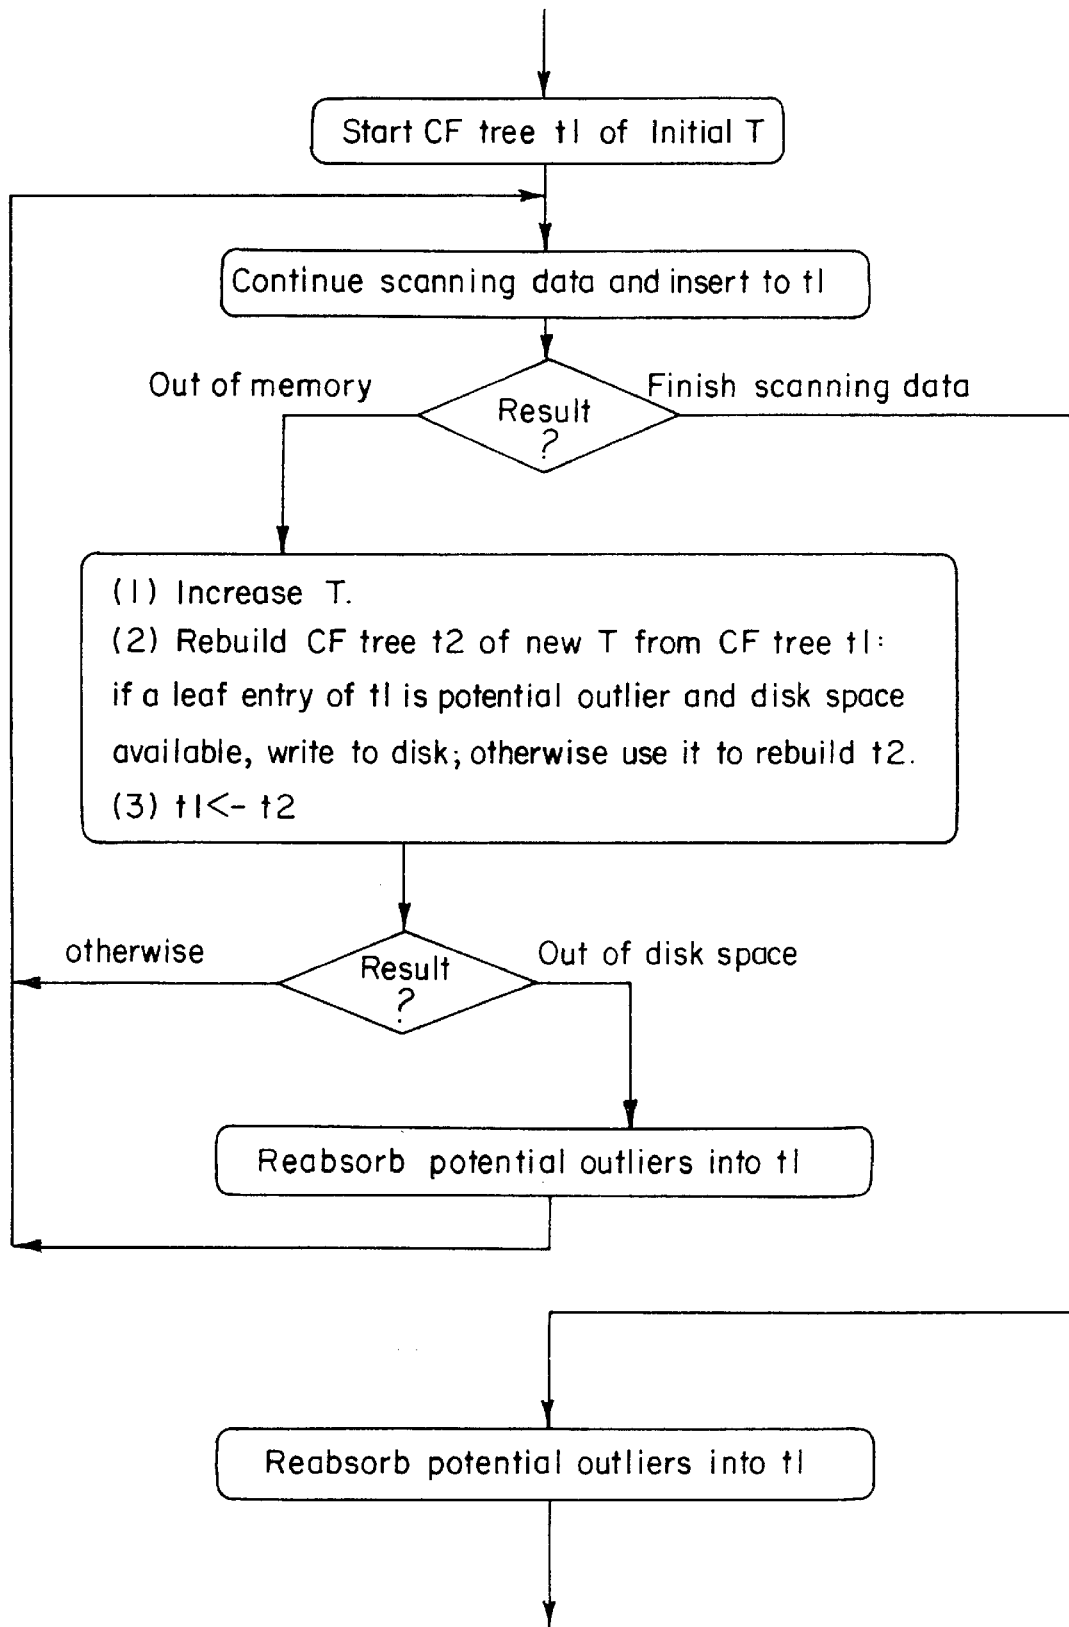 Start CF tree t1 of Initial T
Continue scanning data and insert to t1
Out of memory
Finish scanning data
Result
?
(1) Increase T.
(2) Rebuild CF tree t2 of new T from CF tree t1:
if a leaf entry of t1 is potential outlier and disk space
available, write to disk; otherwise use it to rebuild t2.
(3) t1<- t2
otherwise
Out of disk space
Result
?
Reabsorb potential outliers into t1
Reabsorb potential outliers into t1